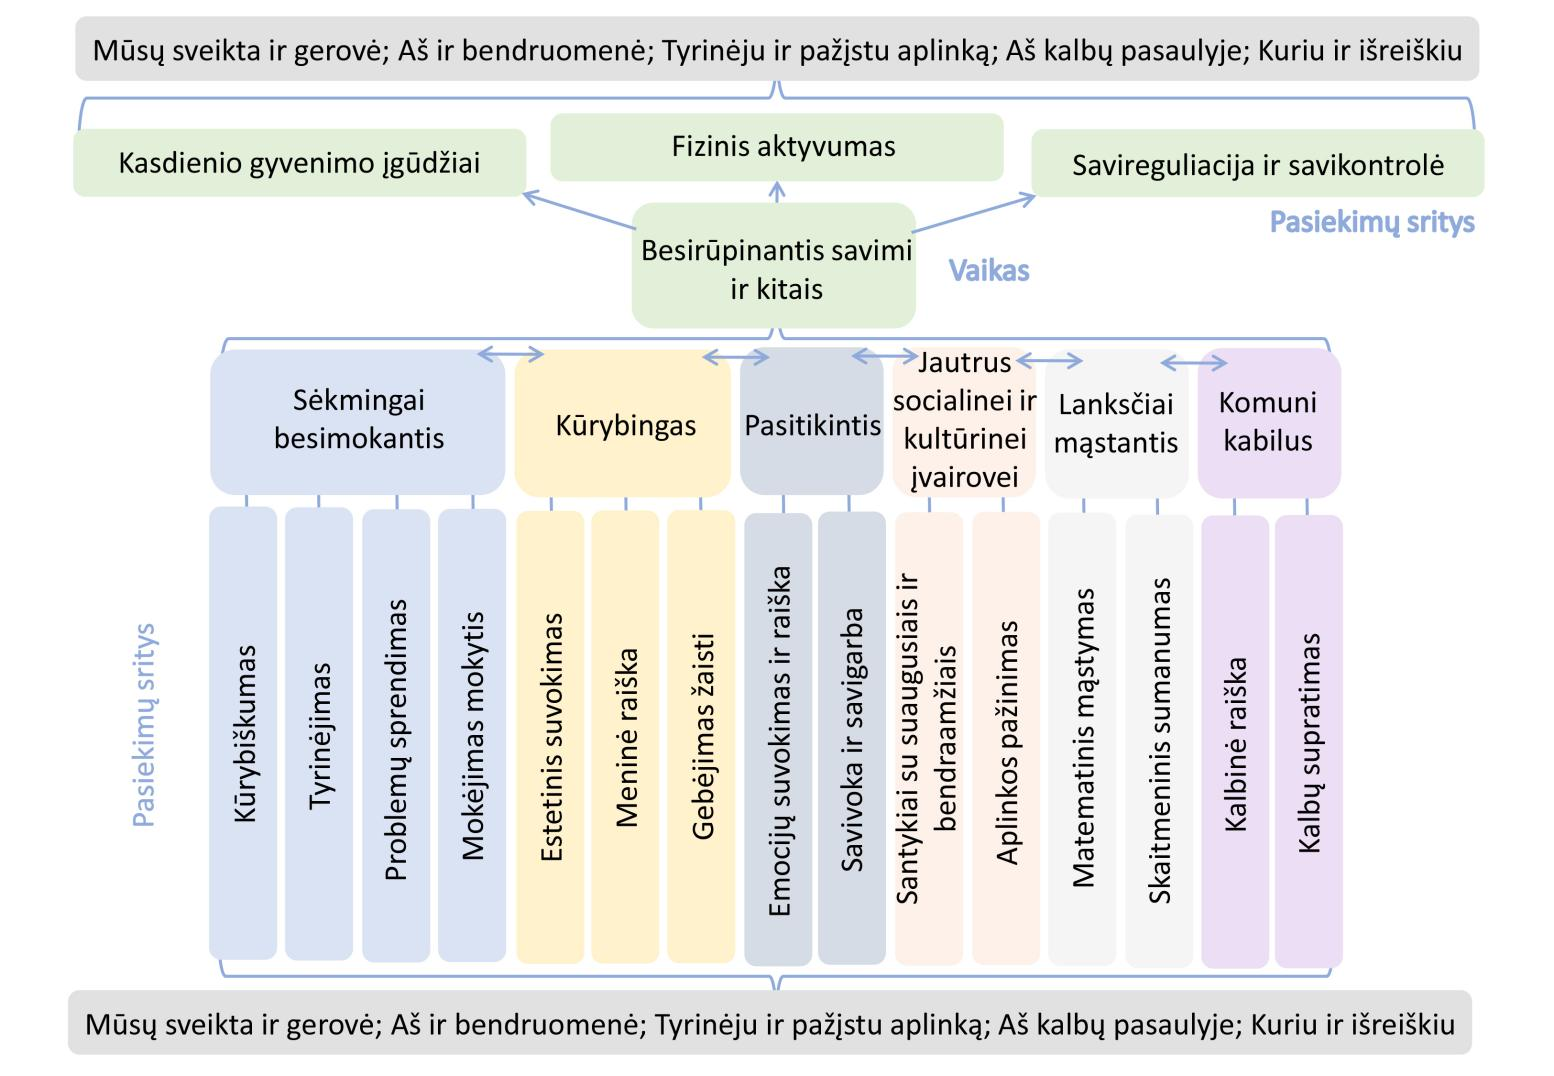 Mūsų sveikta ir gerovė; Aš ir bendruomenė; Tyrinėju ir pažįstu aplinką; Aš kalbų pasaulyje; Kuriu ir išreiškiu
Kasdienio gyvenimo įgūdžiai
Fizinis aktyvumas
Savireguliacija ir savikontrolė
Pasiekimų sritys
Besirūpinantis savimi
ir kitais
Vaikas
Sėkmingai
besimokantis
Kūrybingas
Pasitikintis
Jautrus
socialinei ir
kultūrinei
įvairovei
Lanksčiai
mąstantis
Komuni
kabilus
Pasiekimų sritys
Kūrybiškumas
Tyrinėjimas
Problemų sprendimas
Mokėjimas mokytis
Estetinis suvokimas
Meninė raiška
Gebėjimas žaisti
Emocijų suvokimas ir raiška
Savivoka ir savigarba
Santykiai su suaugusiais ir
bendraamžiais
Aplinkos pažinimas
Matematinis mąstymas
Skaitmeninis sumanumas
Kalbinė raiška
Kalbų supratimas
Mūsų sveikta ir gerovė; Aš ir bendruomenė; Tyrinėju ir pažįstu aplinką; Aš kalbų pasaulyje; Kuriu ir išreiškiu